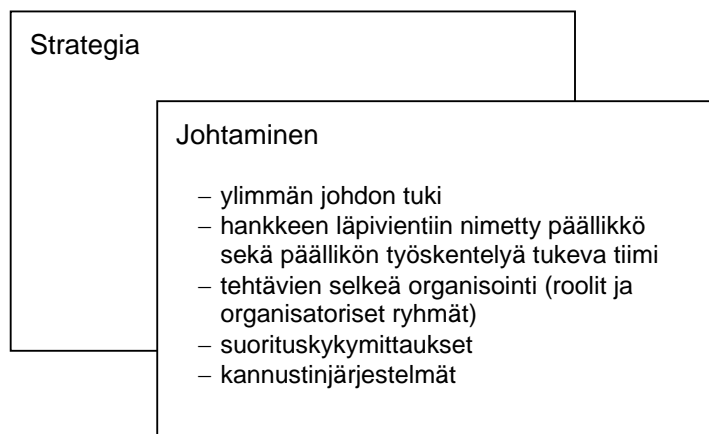 Strategia
Johtaminen
– ylimmän johdon tuki
– hankkeen läpivientiin nimetty päällikkö
sekä päällikön työskentelyä tukeva tiimi
– tehtävien selkeä organisointi (roolit ja
organisatoriset ryhmät)
– suorituskykymittaukset
– kannustinjärjestelmät